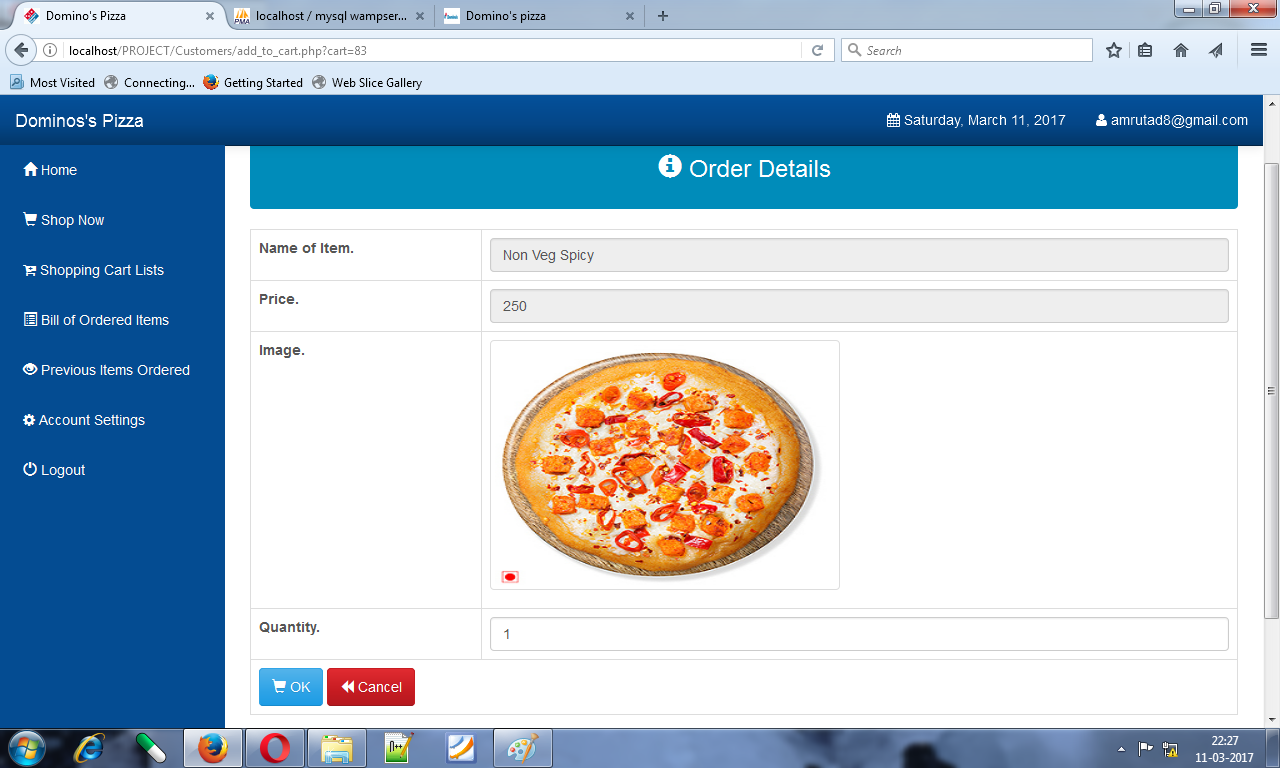 Domino's Pizza
localhost / mysql wampser...
Domino's pizza
localhost/PROJECT/Customers/add_to_cart.php?cart=83
Search
Most Visited
Connecting...
Getting Started
Web Slice Gallery
Dominos's Pizza
Saturday, March 11, 2017
amrutad8@gmail.com
Home
Shop Now
Shopping Cart Lists
Bill of Ordered Items
Previous Items Ordered
Account Settings
Logout
Order Details
Name of Item.
Non Veg Spicy
Price.
250
Image.
Quantity.
1
OK
Cancel
22:27
11-03-2017